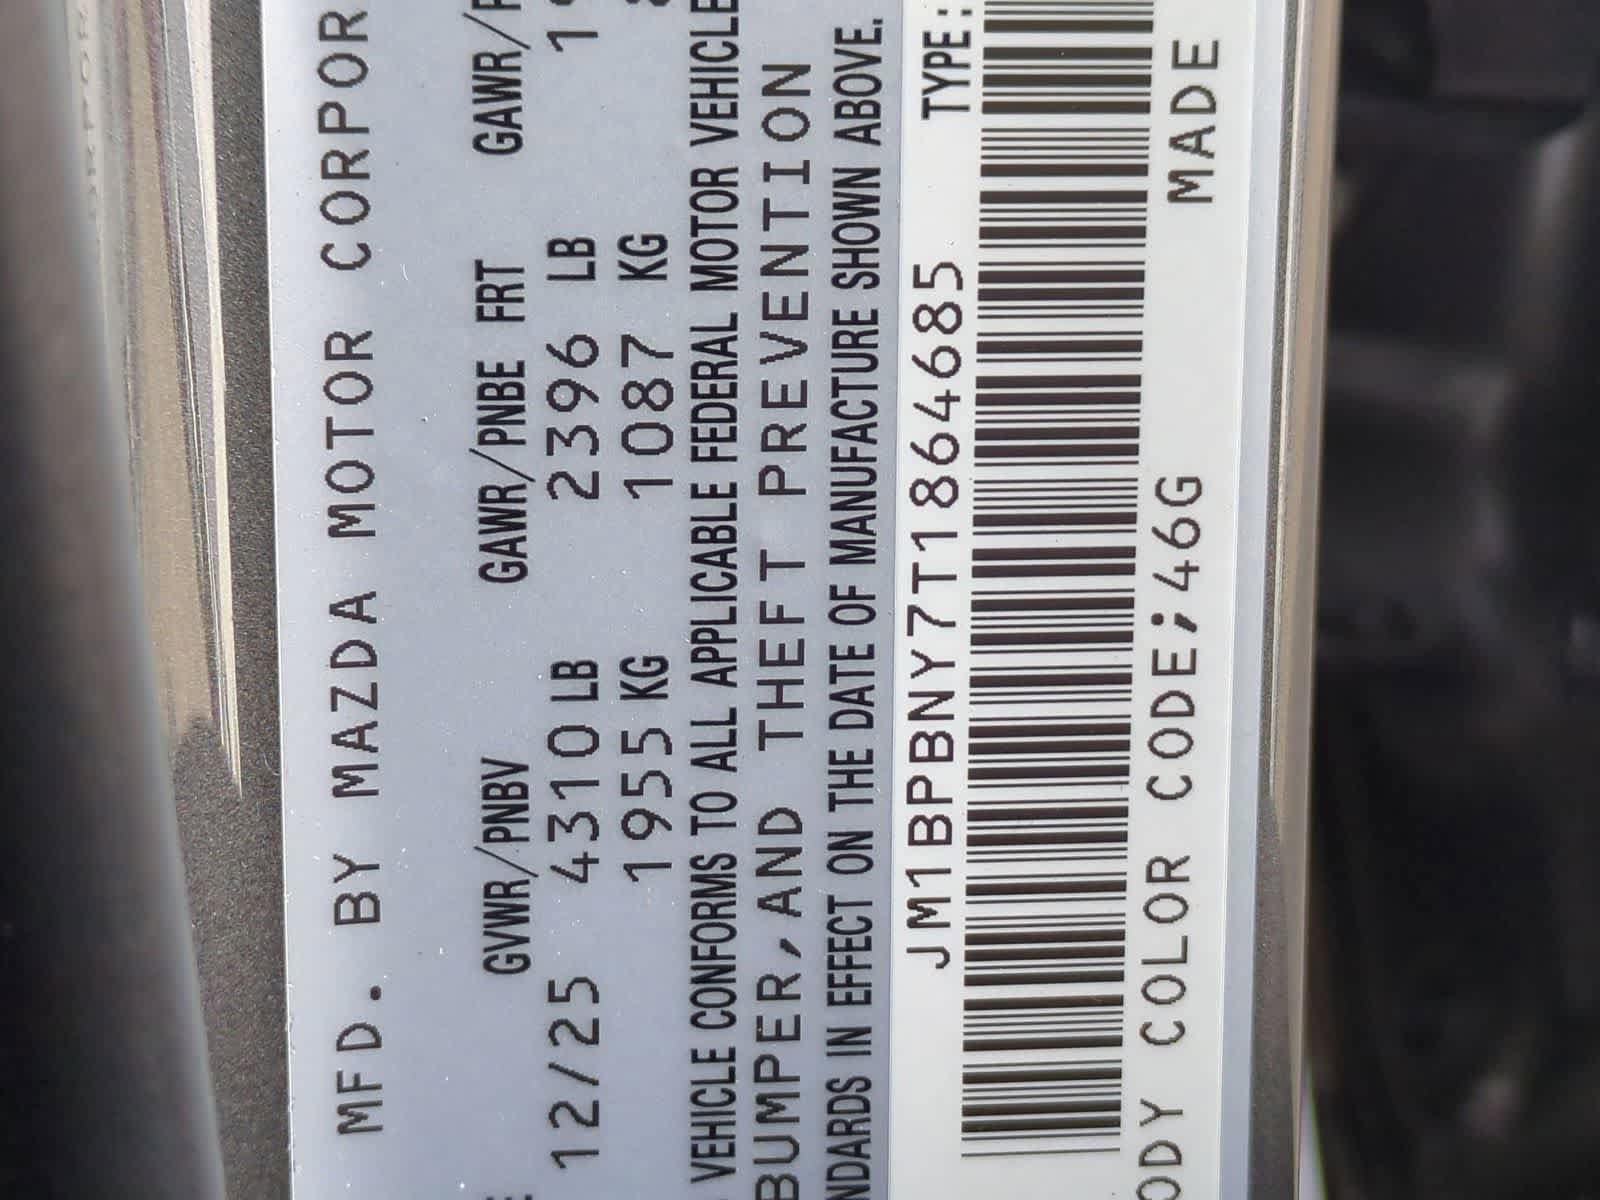 MFD. BY MAZDA MOTOR CORPOR
GVWR/PNBV GAWR/PNBE FRT GAWR/
12/25 4310 LB 2396 LB
1955 KG 1087 KG
VEHICLE CONFORMS TO ALL APPLICABLE FEDERAL MOTOR VEHICLE
BUMPER, AND THEFT PREVENTION
NDARDS IN EFFECT ON THE DATE OF MANUFACTURE SHOWN ABOVE.
JM1BPBNY7T1864685 TYPE:
ODY COLOR CODE;46G MADE